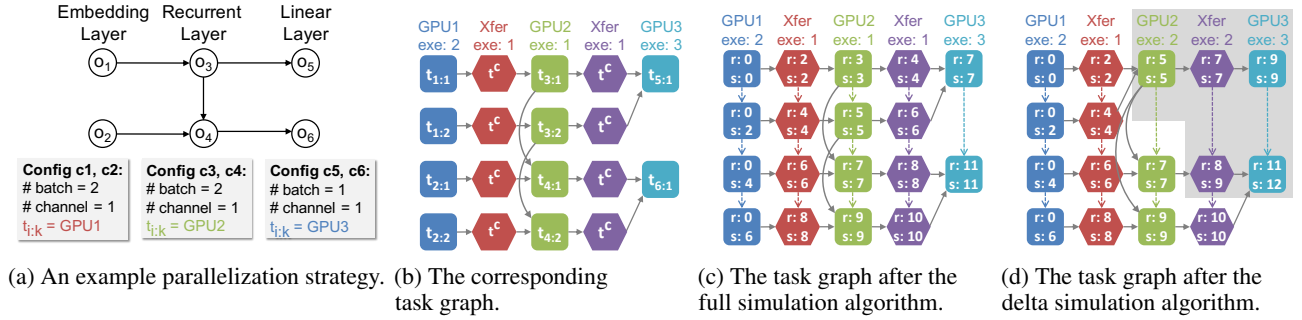 Embedding Layer
Recurrent Layer
Linear Layer
o1
o3
o5
o2
o4
o6
Config c1, c2:
# batch = 2
# channel = 1
ti:k = GPU1
Config c3, c4:
# batch = 2
# channel = 1
ti:k = GPU2
Config c5, c6:
# batch = 1
# channel = 1
ti:k = GPU3
(a) An example parallelization strategy.
GPU1 Xfer GPU2 Xfer GPU3
exe: 2 exe: 1 exe: 1 exe: 1 exe: 3
t1:1 tc t3:1 tc t5:1
t1:2 tc t3:2 tc
t2:1 tc t4:1 tc t6:1
t2:2 tc t4:2 tc
(b) The corresponding
task graph.
GPU1 Xfer GPU2 Xfer GPU3
exe: 2 exe: 1 exe: 1 exe: 1 exe: 3
r: 0 r: 2 r: 3 r: 4 r: 7
s: 0 s: 2 s: 3 s: 4 s: 7
r: 0 r: 4 r: 5 r: 6
s: 2 s: 4 s: 5 s: 6
r: 0 r: 6 r: 7 r: 8 r: 11
s: 4 s: 6 s: 7 s: 8 s: 11
r: 0 r: 8 r: 9 r: 10
s: 6 s: 8 s: 9 s: 10
(c) The task graph after the
full simulation algorithm.
GPU1 Xfer GPU2 Xfer GPU3
exe: 2 exe: 1 exe: 2 exe: 1 exe: 3
r: 0 r: 2 r: 5 r: 7 r: 9
s: 0 s: 2 s: 5 s: 7 s: 9
r: 0 r: 4
s: 2 s: 4
r: 0 r: 6 r: 7 r: 8 r: 11
s: 4 s: 6 s: 7 s: 9 s: 12
r: 0 r: 8 r: 9 r: 10
s: 6 s: 8 s: 9 s: 10
(d) The task graph after the
delta simulation algorithm.